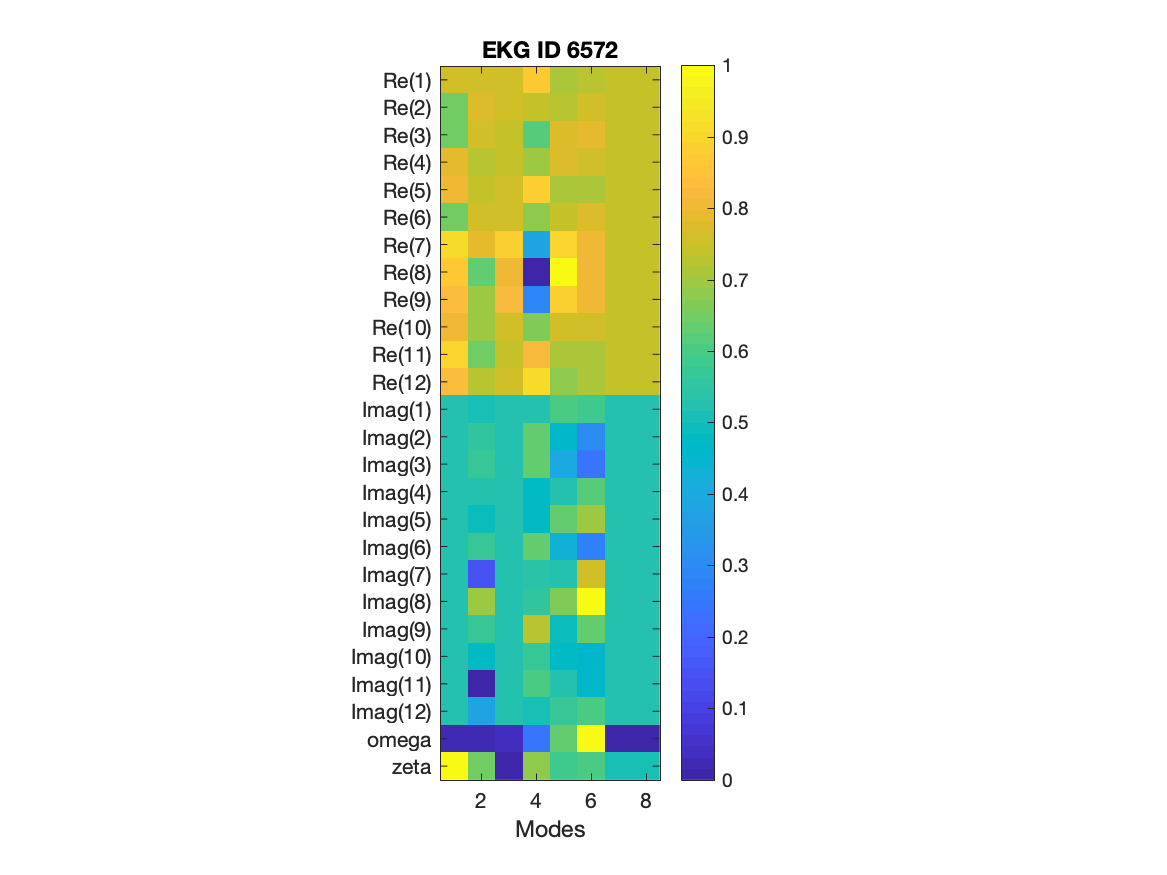 EKG ID 6572
Re(1)
Re(2)
Re(3)
Re(4)
Re(5)
Re(6)
Re(7)
Re(8)
Re(9)
Re(10)
Re(11)
Re(12)
Imag(1)
Imag(2)
Imag(3)
Imag(4)
Imag(5)
Imag(6)
Imag(7)
Imag(8)
Imag(9)
Imag(10)
Imag(11)
Imag(12)
omega
zeta
2 4 6 8
Modes
1
0.9
0.8
0.7
0.6
0.5
0.4
0.3
0.2
0.1
0